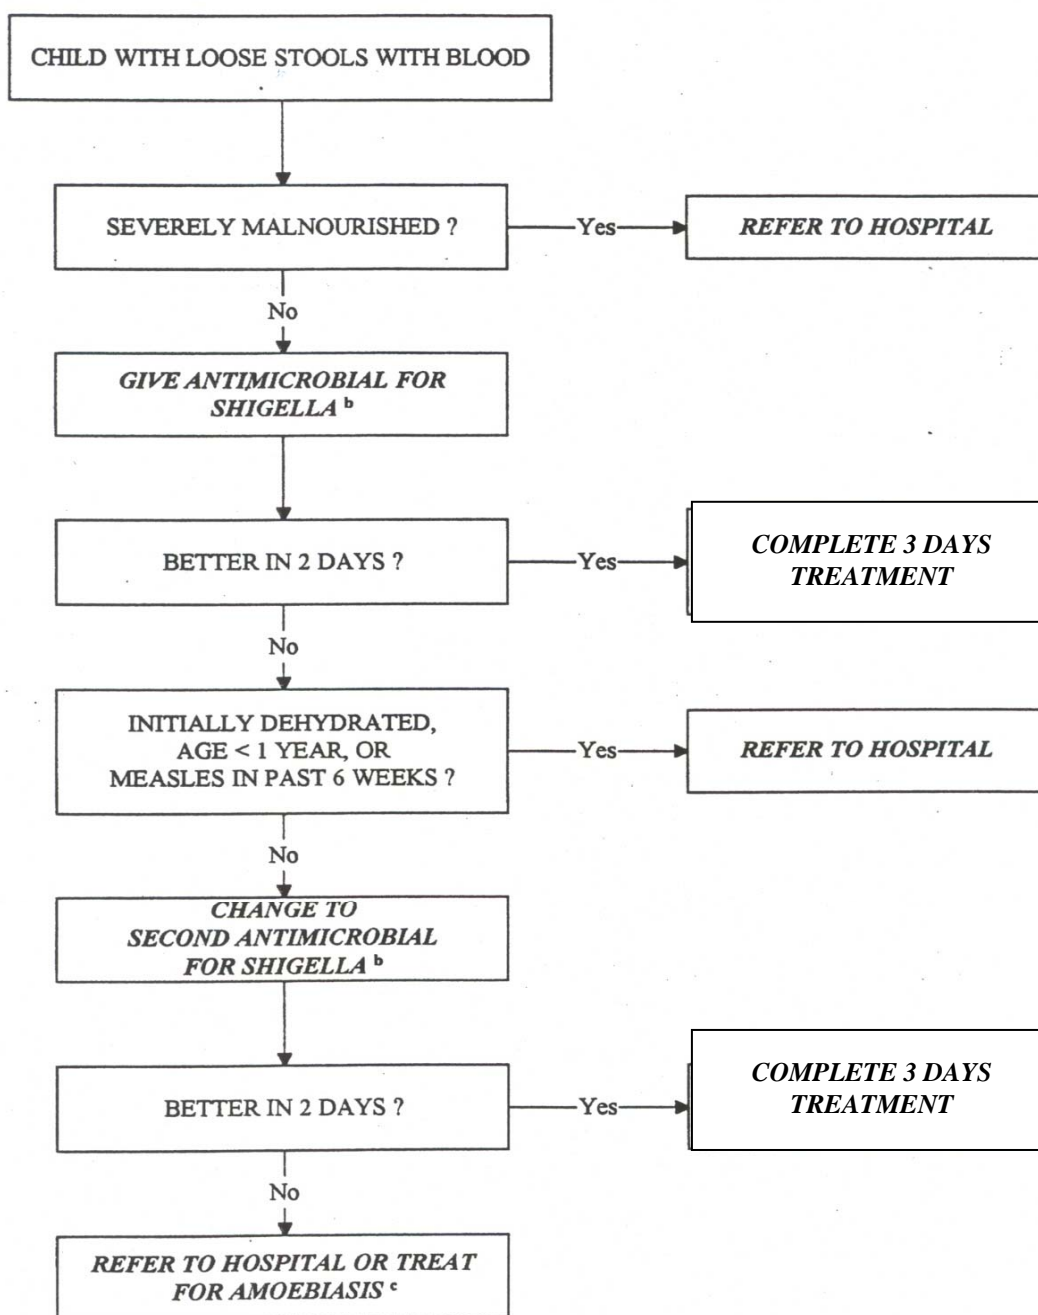 CHILD WITH LOOSE STOOLS WITH BLOOD
SEVERELY MALNOURISHED ?
Yes
REFER TO HOSPITAL
No
GIVE ANTIMICROBIAL FOR
SHIGELLA b
BETTER IN 2 DAYS ?
Yes
COMPLETE 3 DAYS
TREATMENT
No
INITIALLY DEHYDRATED,
AGE < 1 YEAR, OR
MEASLES IN PAST 6 WEEKS ?
Yes
REFER TO HOSPITAL
No
CHANGE TO
SECOND ANTIMICROBIAL
FOR SHIGELLA b
BETTER IN 2 DAYS ?
Yes
COMPLETE 3 DAYS
TREATMENT
No
REFER TO HOSPITAL OR TREAT
FOR AMOEBIASIS c